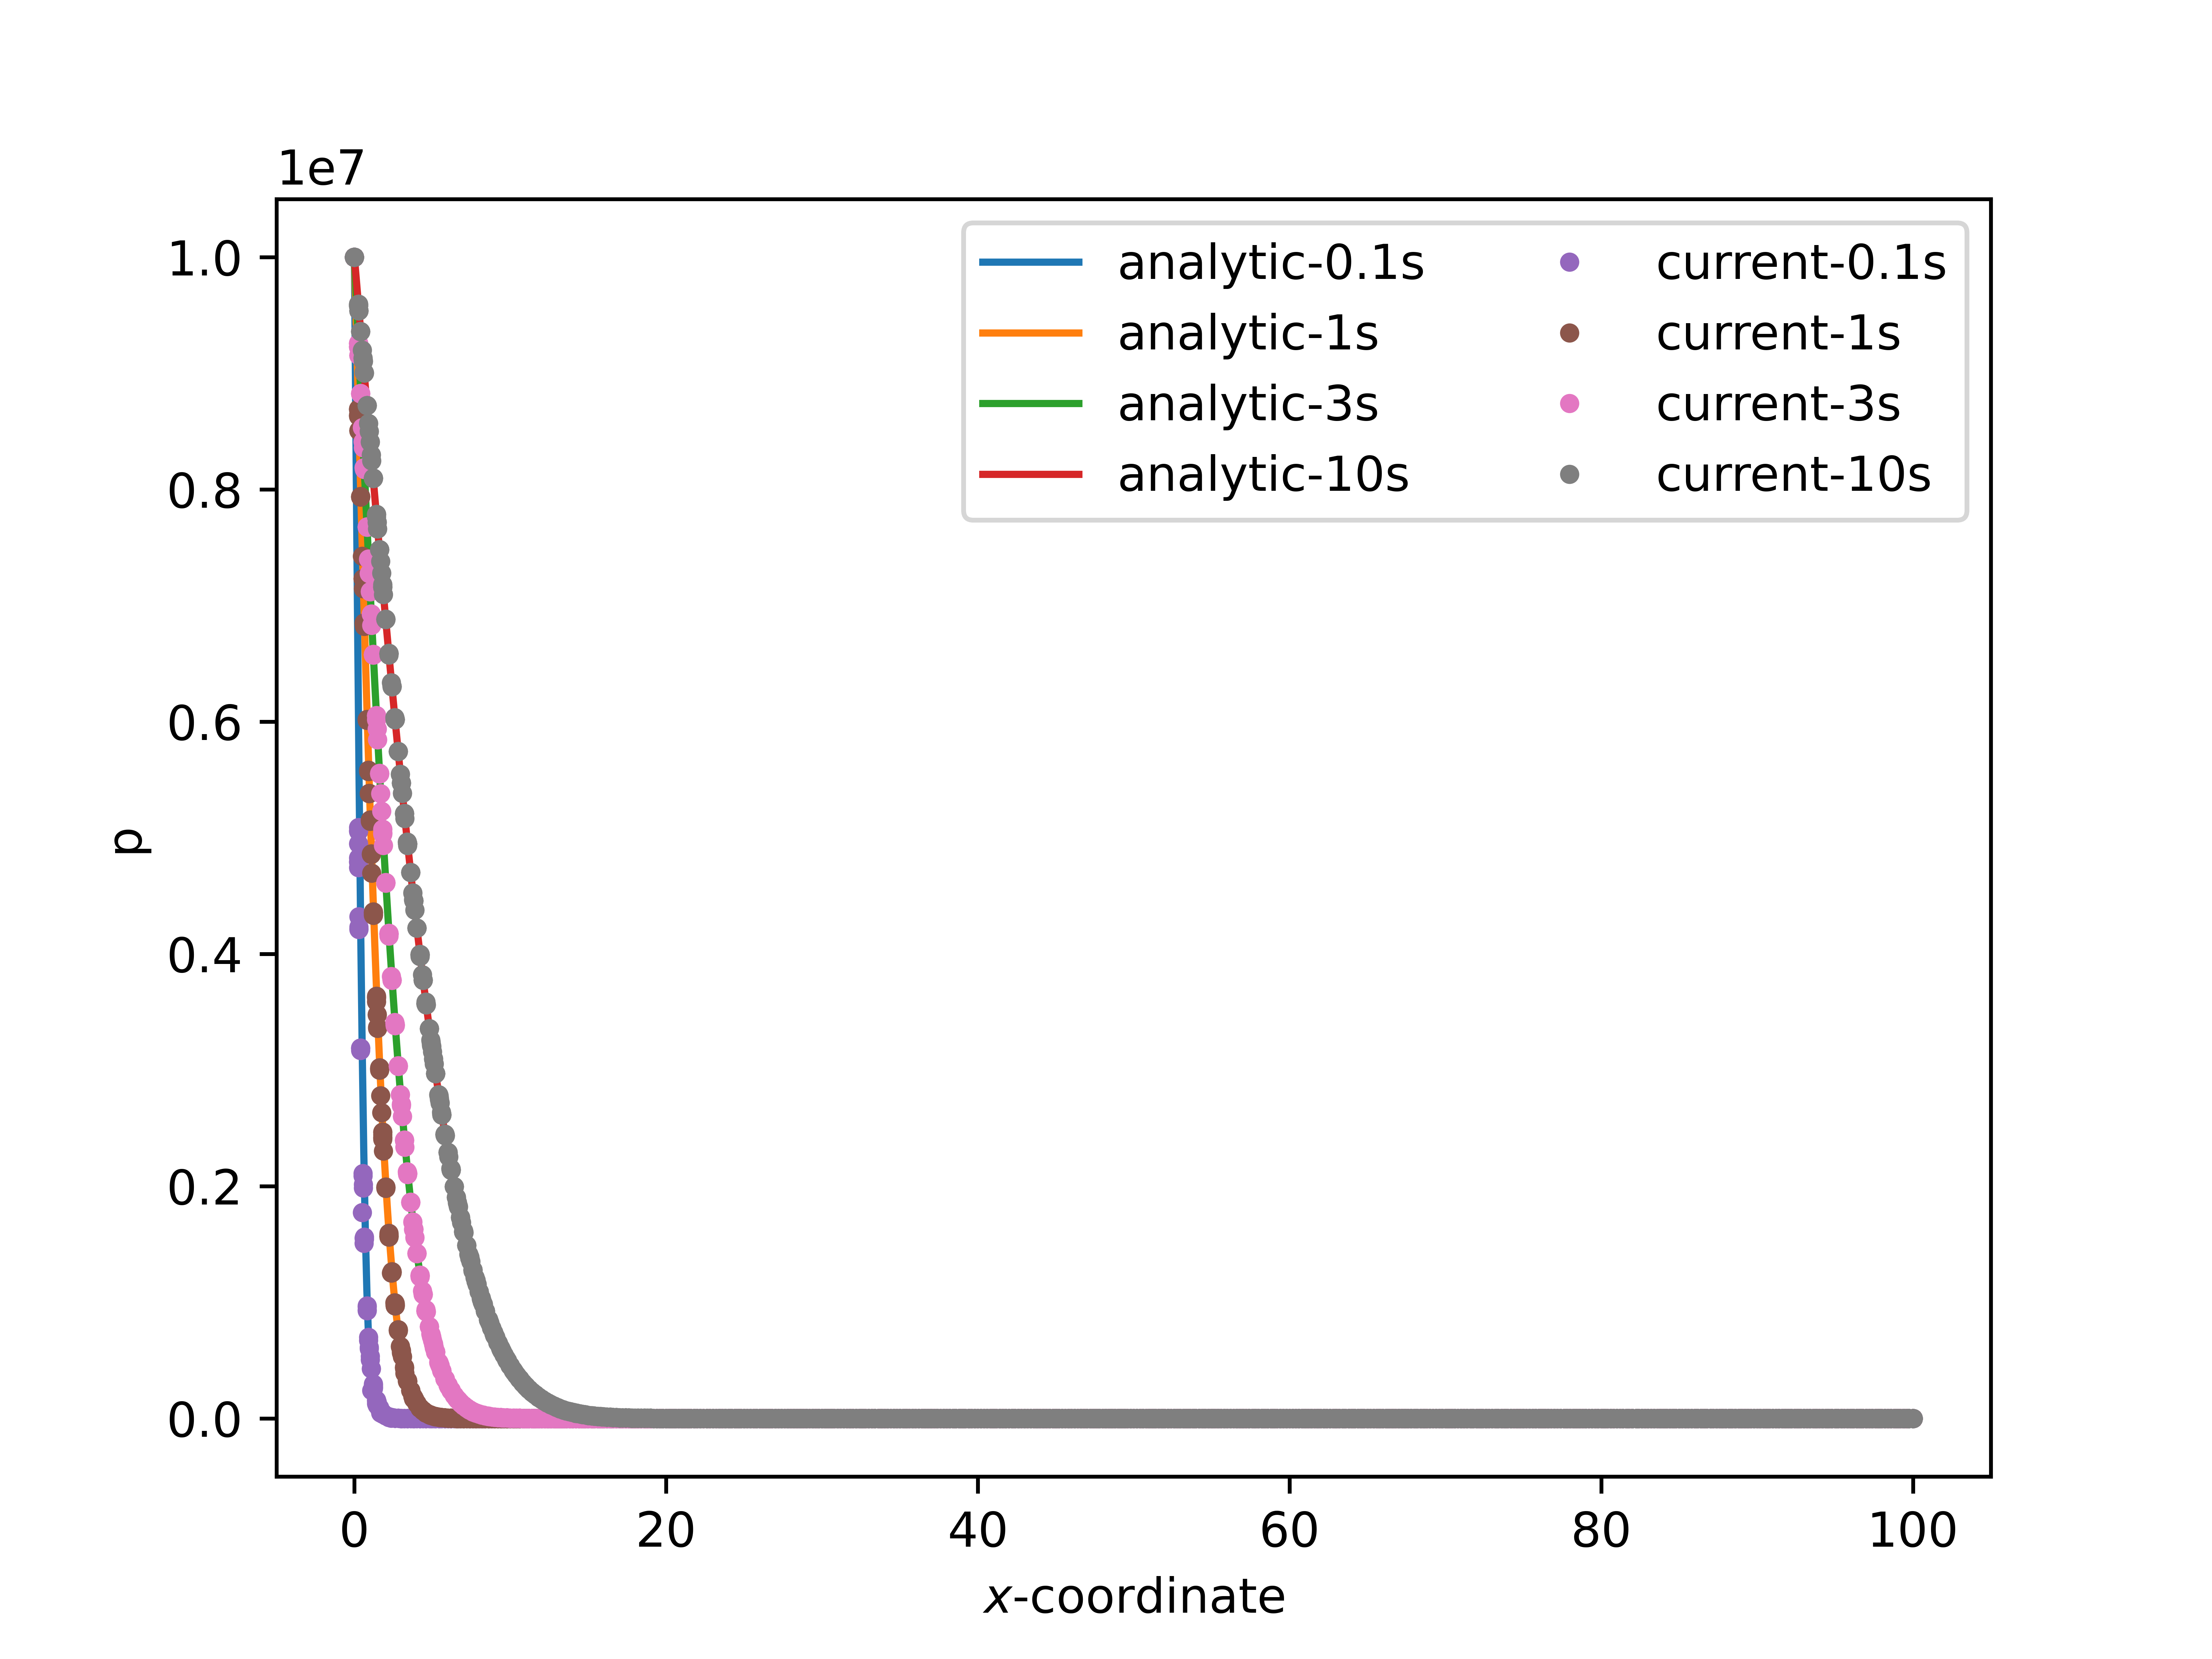 1e7
1.0
0.8
0.6
0.4
0.2
0.0
p
0 20 40 60 80 100
x-coordinate
analytic-0.1s
analytic-1s
analytic-3s
analytic-10s
current-0.1s
current-1s
current-3s
current-10s